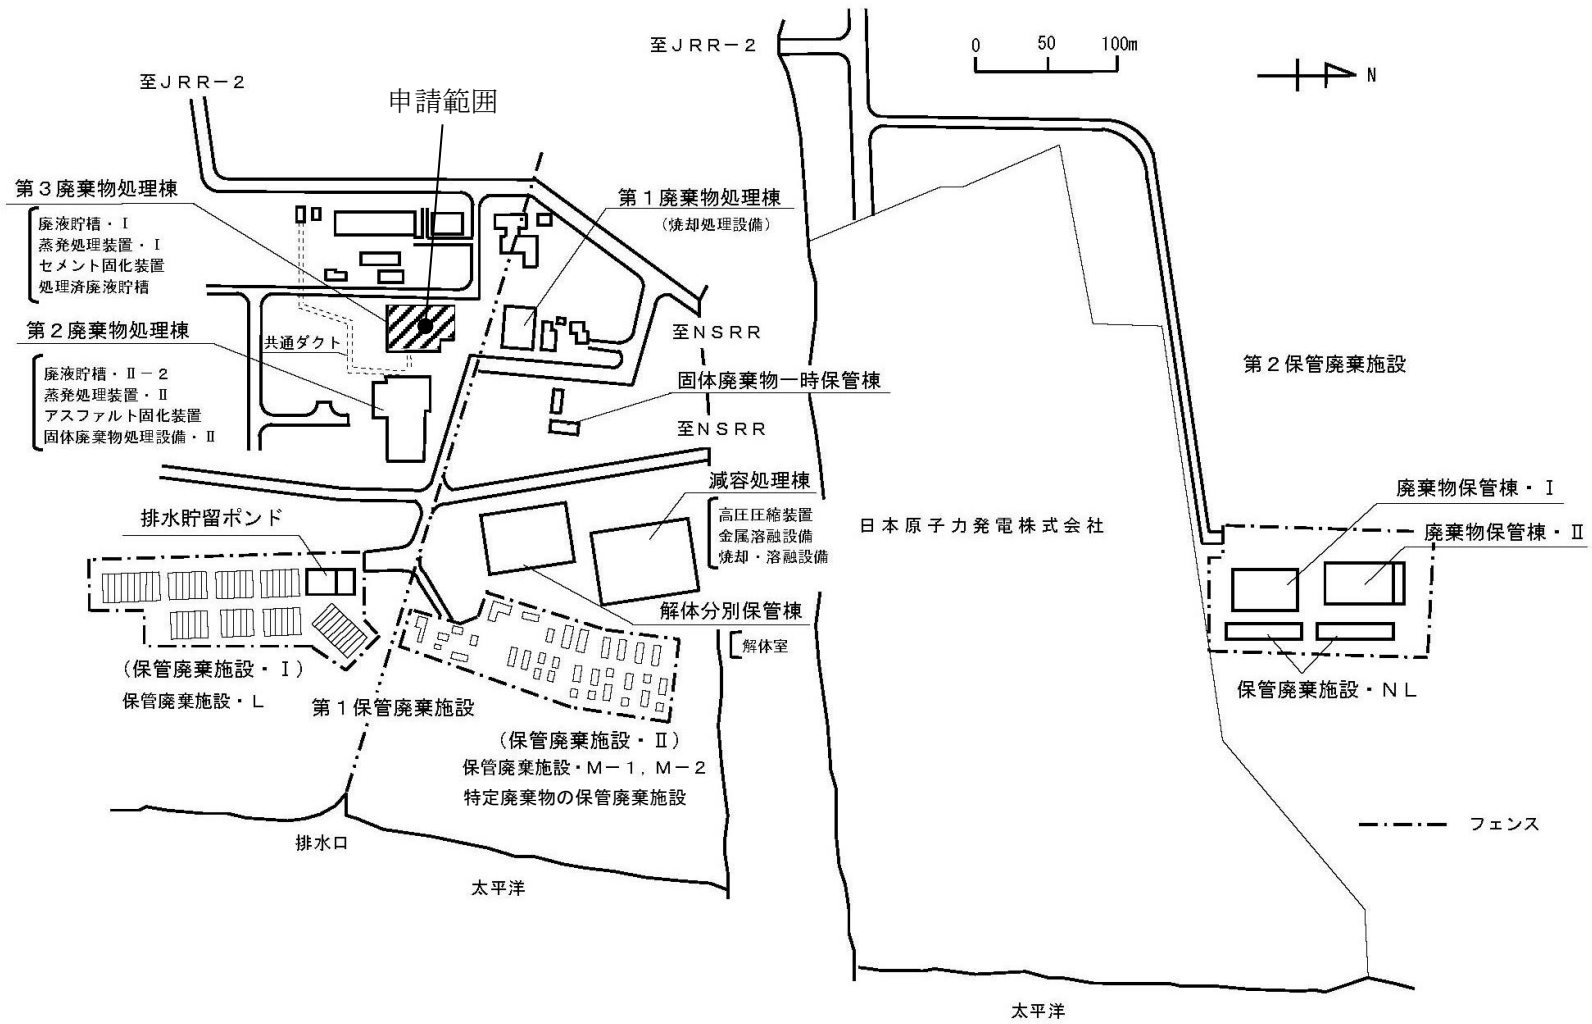 至ＪＲＲ－２
至ＪＲＲ－２
0 50 100m
N
申請範囲
第３廃棄物処理棟
廃液貯槽・Ⅰ
蒸発処理装置・Ⅰ
セメント固化装置
処理済廃液貯槽
第１廃棄物処理棟
(焼却処理設備)
第２廃棄物処理棟
廃液貯槽・Ⅱ－２
蒸発処理装置・Ⅱ
アスファルト固化装置
固体廃棄物処理設備・Ⅱ
共通ダクト
至ＮＳＲＲ
固体廃棄物一時保管棟
至ＮＳＲＲ
第２保管廃棄施設
減容処理棟
高圧圧縮装置
金属溶融設備
焼却・溶融設備
排水貯留ポンド
日本原子力発電株式会社
廃棄物保管棟・Ⅰ
廃棄物保管棟・Ⅱ
解体分別保管棟
解体室
(保管廃棄施設・Ⅰ)
保管廃棄施設・Ｌ
第１保管廃棄施設
(保管廃棄施設・Ⅱ)
保管廃棄施設・Ｍ－１,Ｍ－２
特定廃棄物の保管廃棄施設
保管廃棄施設・ＮＬ
フェンス
排水口
太平洋
太平洋